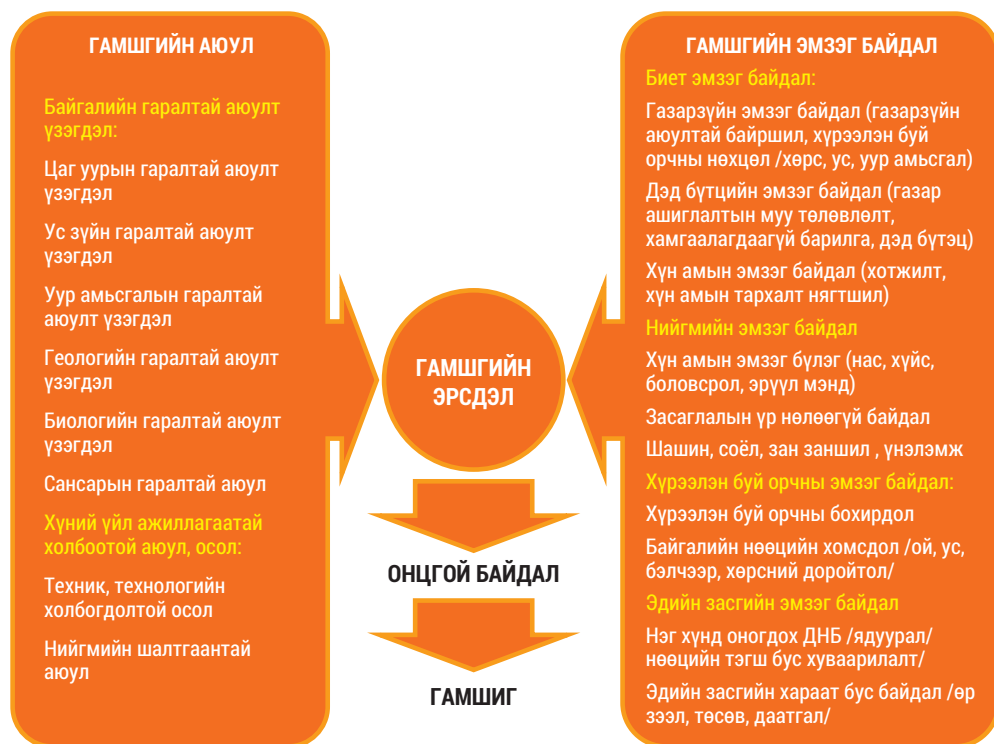 ГАМШГИЙН АЮУЛ
Байгалийн гаралтай аюулт
үзэгдэл:
Цаг уурын гаралтай аюулт
үзэгдэл
Ус зүйн гаралтай аюулт
үзэгдэл
Уур амьсгалын гаралтай
аюулт үзэгдэл
Геологийн гаралтай аюулт
үзэгдэл
Биологийн гаралтай аюулт
үзэгдэл
Сансарын гаралтай аюул
Хүний үйл ажиллагаатай
холбоотой аюул, осол:
Техник, технологийн
холбогдолтой осол
Нийгмийн шалтгаантай
аюул
ГАМШГИЙН
ЭРСДЭЛ
ОНЦГОЙ БАЙДАЛ
ГАМШИГ
ГАМШГИЙН ЭМЗЭГ БАЙДАЛ
Биет эмзэг байдал:
Газарзүйн эмзэг байдал (газарзүйн
аюултай байршил, хүрээлэн буй
орчны нөхцөл /хөрс, ус, уур амьсгал)
Дэд бүтцийн эмзэг байдал (газар
ашиглалтын муу төлөвлөлт,
хамгаалагдаагүй барилга, дэд бүтэц)
Хүн амын эмзэг байдал (хотжилт,
хүн амын тархалт нягтшил)
Нийгмийн эмзэг байдал
Хүн амын эмзэг бүлэг (нас, хүйс,
боловсрол, эрүүл мэнд)
Засаглалын үр нөлөөгүй байдал
Шашин, соёл, зан заншил , үнэлэмж
Хүрээлэн буй орчны эмзэг байдал:
Хүрээлэн буй орчны бохирдол
Байгалийн нөөцийн хомсдол /ой, ус,
бэлчээр, хөрсний доройтол/
Эдийн засгийн эмзэг байдал
Нэг хүнд оногдох ДНБ /ядуурал/
нөөцийн тэгш бус хуваарилалт/
Эдийн засгийн хараат бус байдал /өр
зээл, төсөв, даатгал/